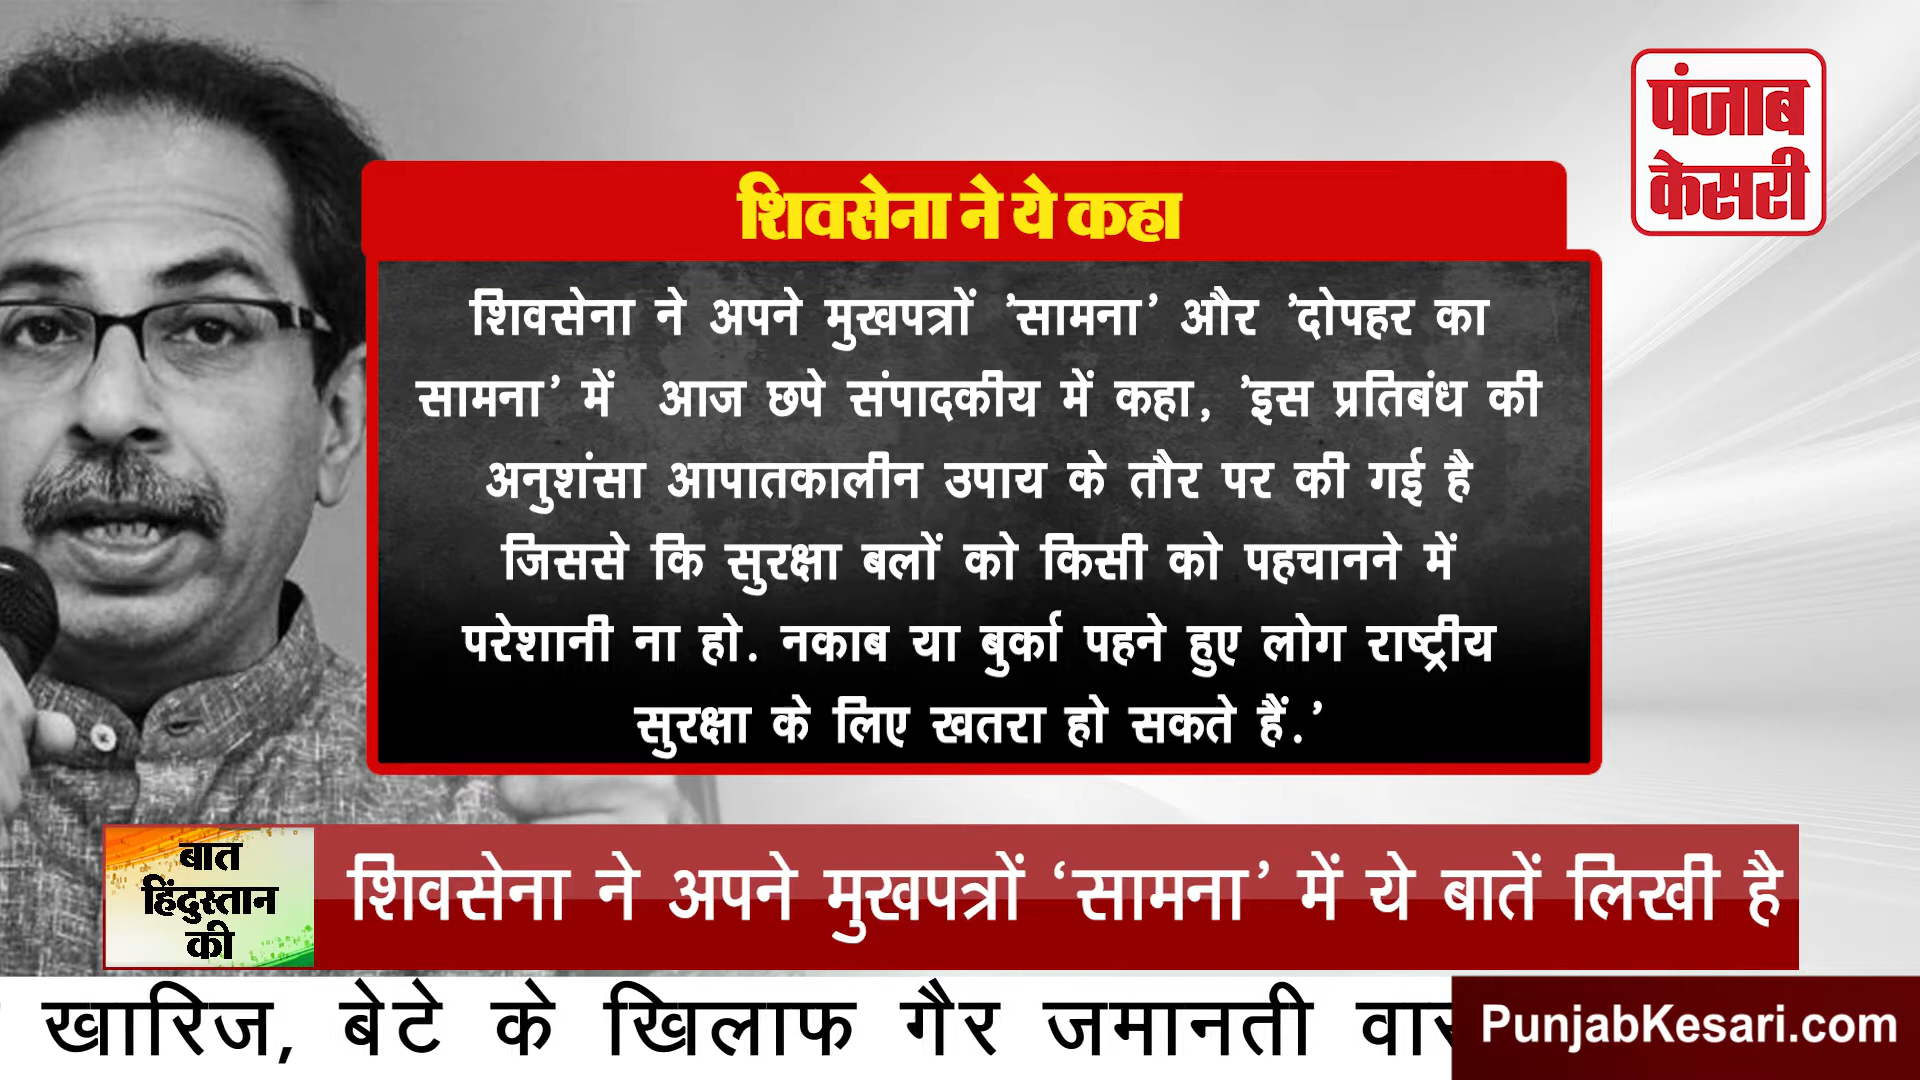 पंजाब
केसरी
शिवसेना ने ये कहा
शिवसेना ने अपने मुखपत्रों ’सामना’ और ’दोपहर का
सामना’ में आज छपे संपादकीय में कहा, ’इस प्रतिबंध की
अनुशंसा आपातकालीन उपाय के तौर पर की गई है
जिससे कि सुरक्षा बलों को किसी को पहचानने में
परेशानी ना हो. नकाब या बुर्का पहने हुए लोग राष्ट्रीय
सुरक्षा के लिए खतरा हो सकते हैं.’
बात
हिंदुस्तान
की
शिवसेना ने अपने मुखपत्रों ‘सामना’ में ये बातें लिखी है
खारिज, बेटे के खिलाफ गैर जमानती
PunjabKesari.com